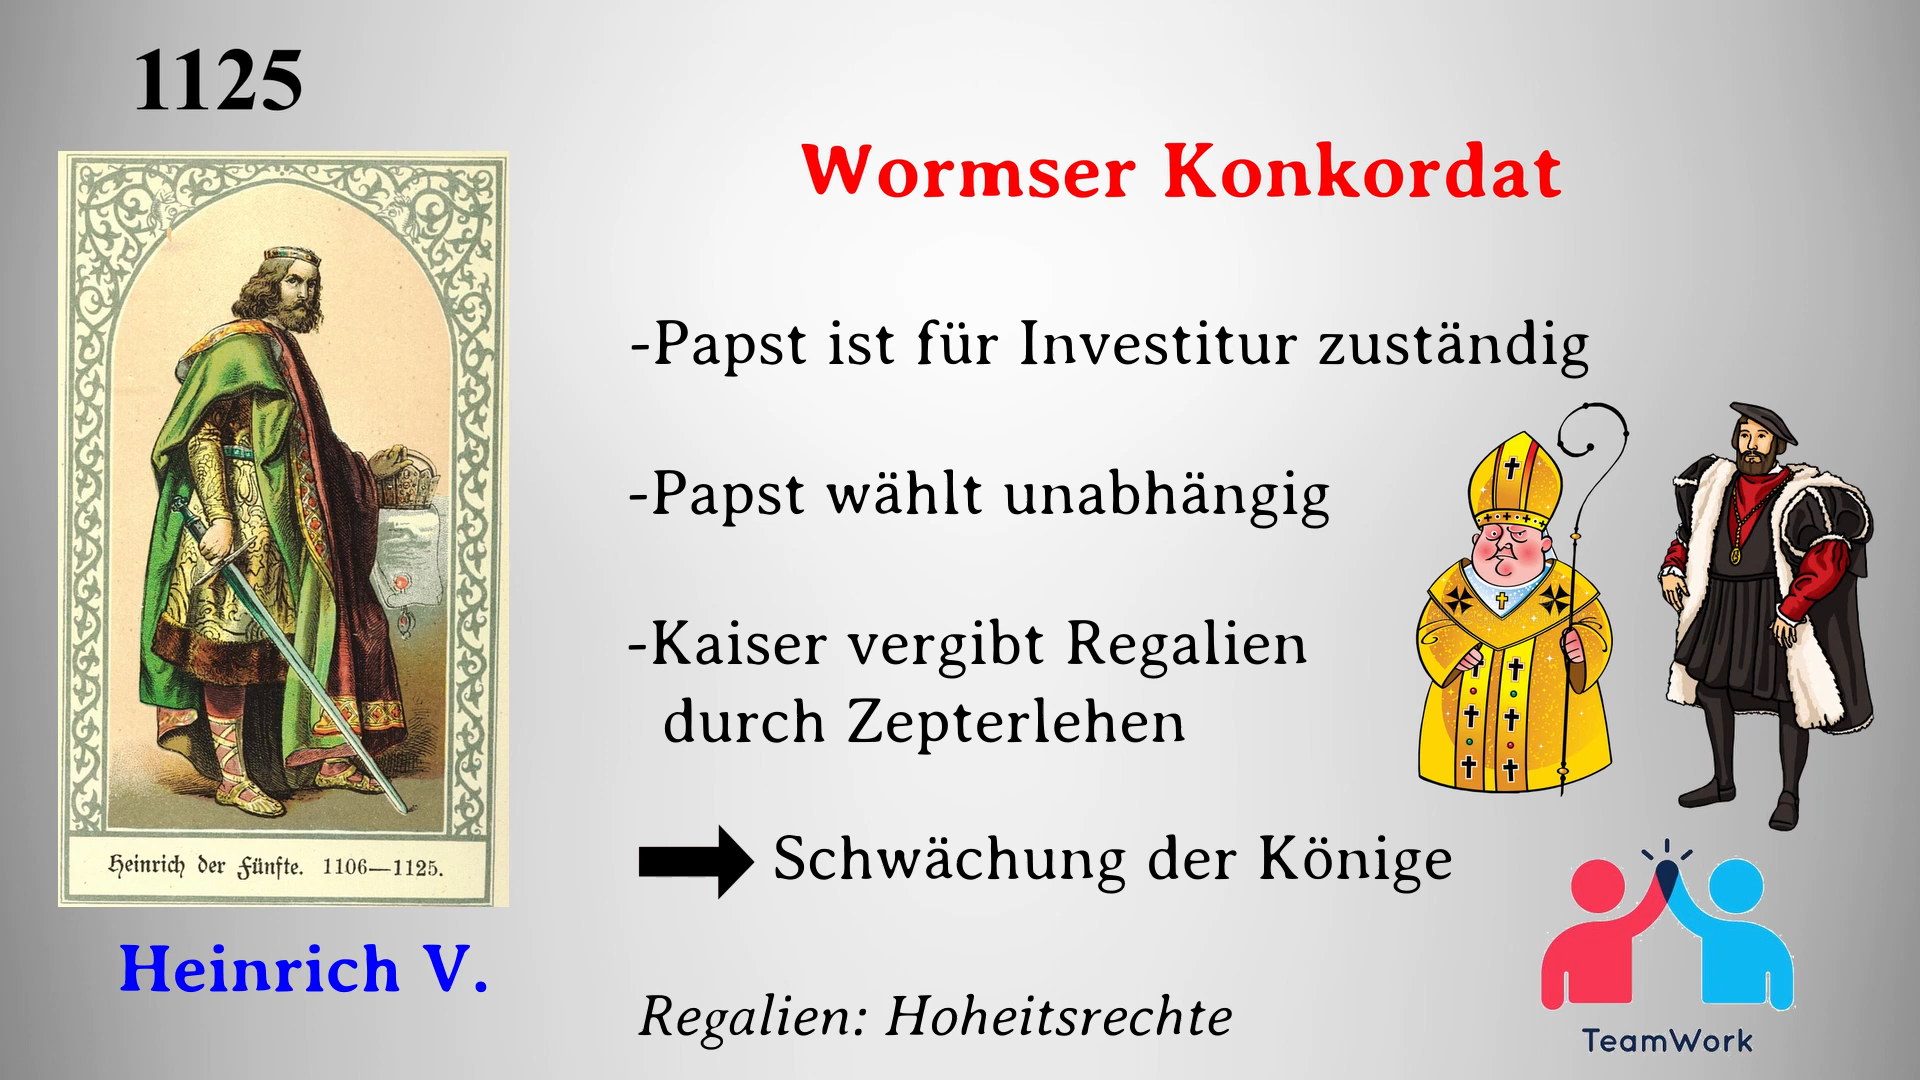 1125
Wormser Konkordat
-Papst ist für Investitur zuständig
-Papst wählt unabhängig
-Kaiser vergibt Regalien
durch Zepterlehen
Schwächung der Könige
Heinrich der Fünfte. 1106—1125.
Heinrich V.
Regalien: Hoheitsrechte
TeamWork